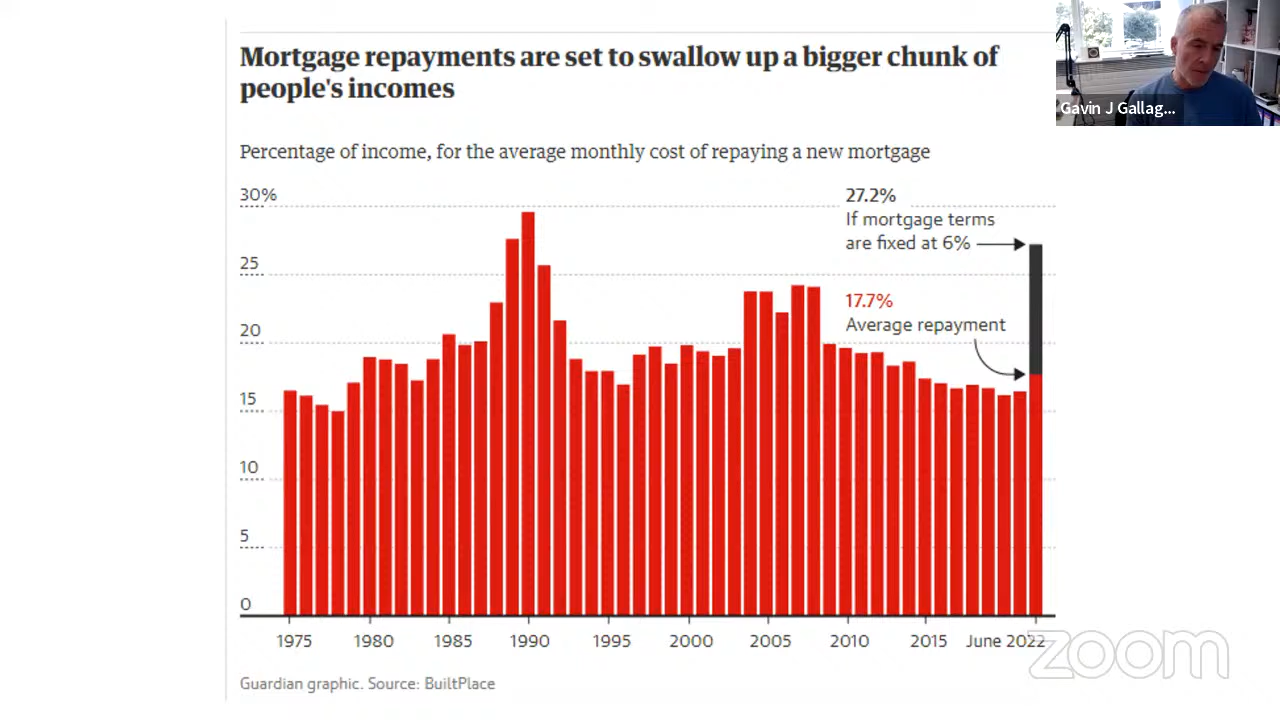 Mortgage repayments are set to swallow up a bigger chunk of
people's incomes
Gavin J Gallag...
Percentage of income, for the average monthly cost of repaying a new mortgage
30%
27.2%
If mortgage terms
are fixed at 6%
25
17.7%
Average repayment
20
15
10
5
0
1975 1980 1985 1990 1995 2000 2005 2010 2015 June 2022
zoom
Guardian graphic. Source: BuiltPlace